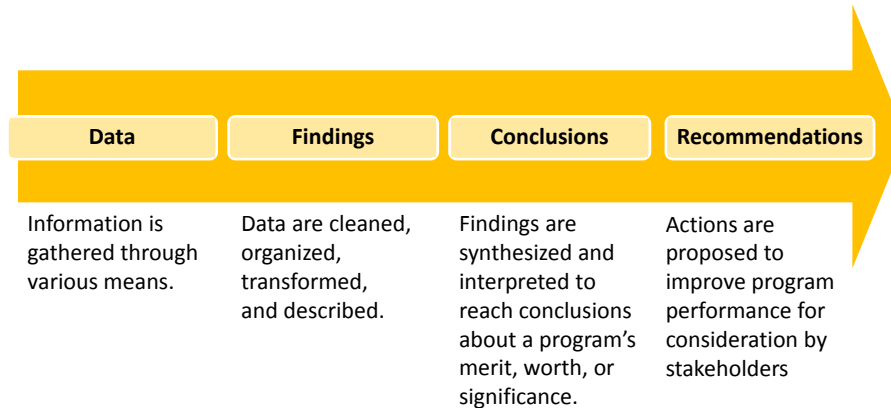 Data
Findings
Conclusions
Recommendations
Information is
gathered through
various means.
Data are cleaned,
organized,
transformed,
and described.
Findings are
synthesized and
interpreted to
reach conclusions
about a program’s
merit, worth, or
significance.
Actions are
proposed to
improve program
performance for
consideration by
stakeholders